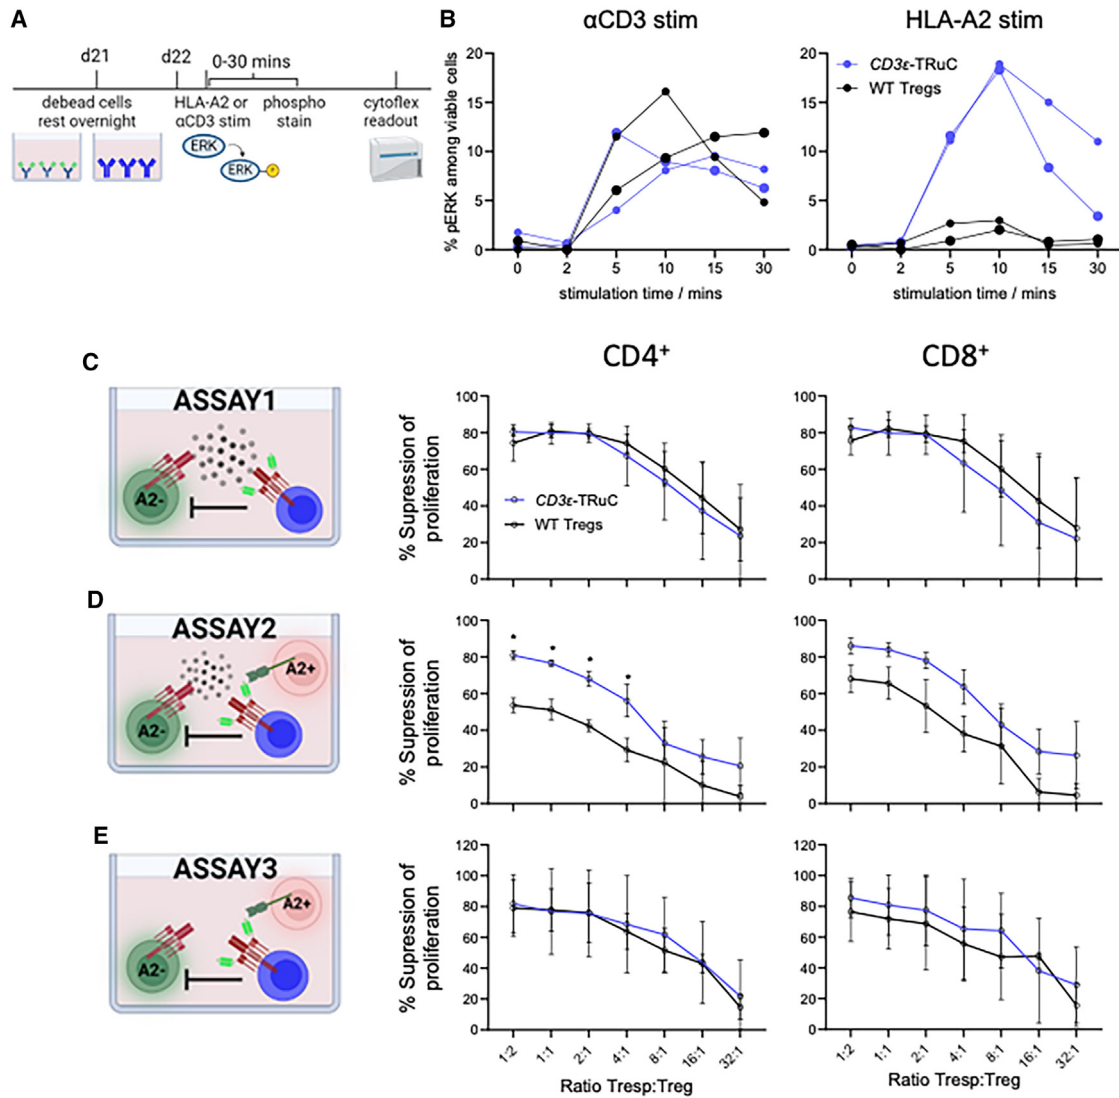 A
d21
d22
0-30 mins
debead cells
rest overnight
HLA-A2 or
αCD3 stim
phospho
stain
cytoflex
readout
ERK
ERK
P
B
αCD3 stim
HLA-A2 stim
% pERK among viable cells
20
15
10
5
0
0 2 5 10 15 30
stimulation time / mins
20
15
10
5
0
CD3ε-TRuC
WT Tregs
0 2 5 10 15 30
stimulation time / mins
CD4+
CD8+
C
ASSAY1
A2-
% Supression of
proliferation
100
80
60
40
20
0
CD3ε-TRuC
WT Tregs
100
80
60
40
20
0
D
ASSAY2
A2+
A2-
% Supression of
proliferation
100
80
60
40
20
0
* * * *
100
80
60
40
20
0
E
ASSAY3
A2+
A2-
% Supression of
proliferation
120
100
80
60
40
20
0
1:2 1:1 2:1 4:1 8:1 16:1 32:1
Ratio Tresp:Treg
120
100
80
60
40
20
0
1:2 1:1 2:1 4:1 8:1 16:1 32:1
Ratio Tresp:Treg